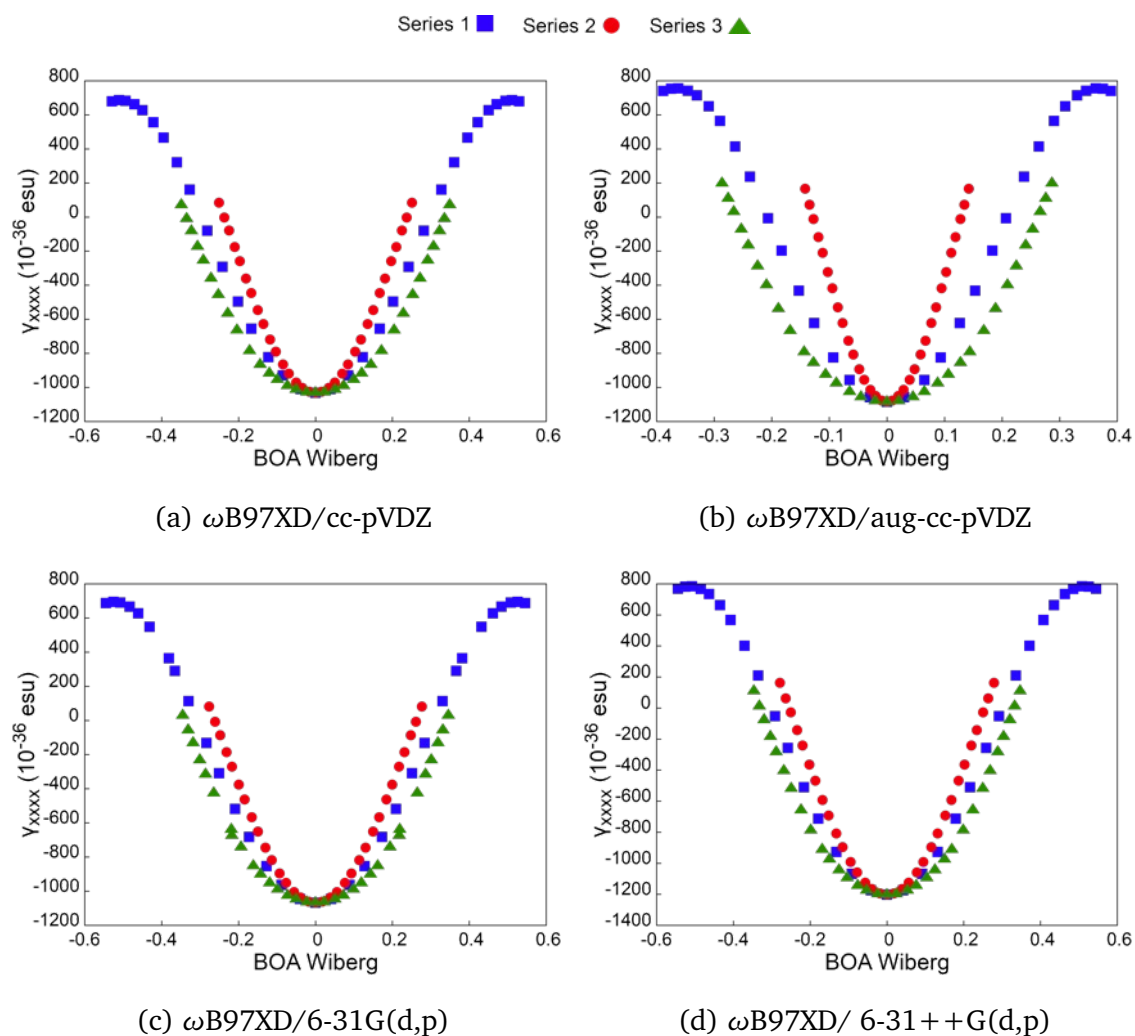 Series 1 Series 2 Series 3
800
600
400
200
0
-200
-400
-600
-800
-1000
-1200
γxxxx (10-36 esu)
-0.6 -0.4 -0.2 0 0.2 0.4 0.6
BOA Wiberg
(a) ωB97XD/cc-pVDZ
800
600
400
200
0
-200
-400
-600
-800
-1000
-1200
γxxxx (10-36 esu)
-0.4 -0.3 -0.2 -0.1 0 0.1 0.2 0.3 0.4
BOA Wiberg
(b) ωB97XD/aug-cc-pVDZ
800
600
400
200
0
-200
-400
-600
-800
-1000
-1200
γxxxx (10-36 esu)
-0.6 -0.4 -0.2 0 0.2 0.4 0.6
BOA Wiberg
(c) ωB97XD/6-31G(d,p)
800
600
400
200
0
-200
-400
-600
-800
-1000
-1200
-1400
γxxxx (10-36 esu)
-0.6 -0.4 -0.2 0 0.2 0.4 0.6
BOA Wiberg
(d) ωB97XD/ 6-31++G(d,p)